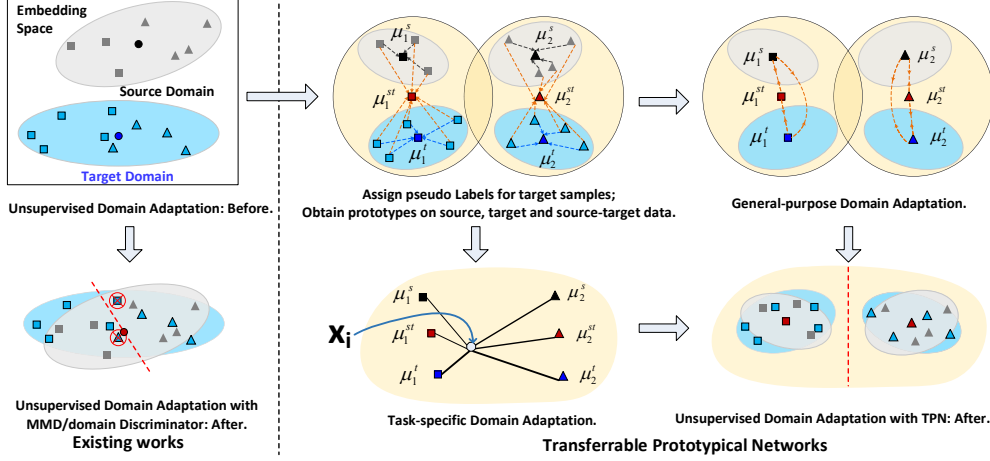 Embedding
Space
Source Domain
Target Domain
Unsupervised Domain Adaptation: Before.
Unsupervised Domain Adaptation with
MMD/domain Discriminator: After.
Existing works
μ₁ˢ
μ₂ˢ
μ₁ˢᵗ
μ₂ˢᵗ
μ₁ᵗ
μ₂ᵗ
Assign pseudo Labels for target samples;
Obtain prototypes on source, target and source-target data.
μ₁ˢ
μ₂ˢ
μ₁ˢᵗ
μ₂ˢᵗ
μ₁ᵗ
μ₂ᵗ
General-purpose Domain Adaptation.
μ₁ˢ
μ₂ˢ
Xᵢ
μ₁ˢᵗ
μ₂ˢᵗ
μ₁ᵗ
μ₂ᵗ
Task-specific Domain Adaptation.
Unsupervised Domain Adaptation with TPN: After.
Transferrable Prototypical Networks